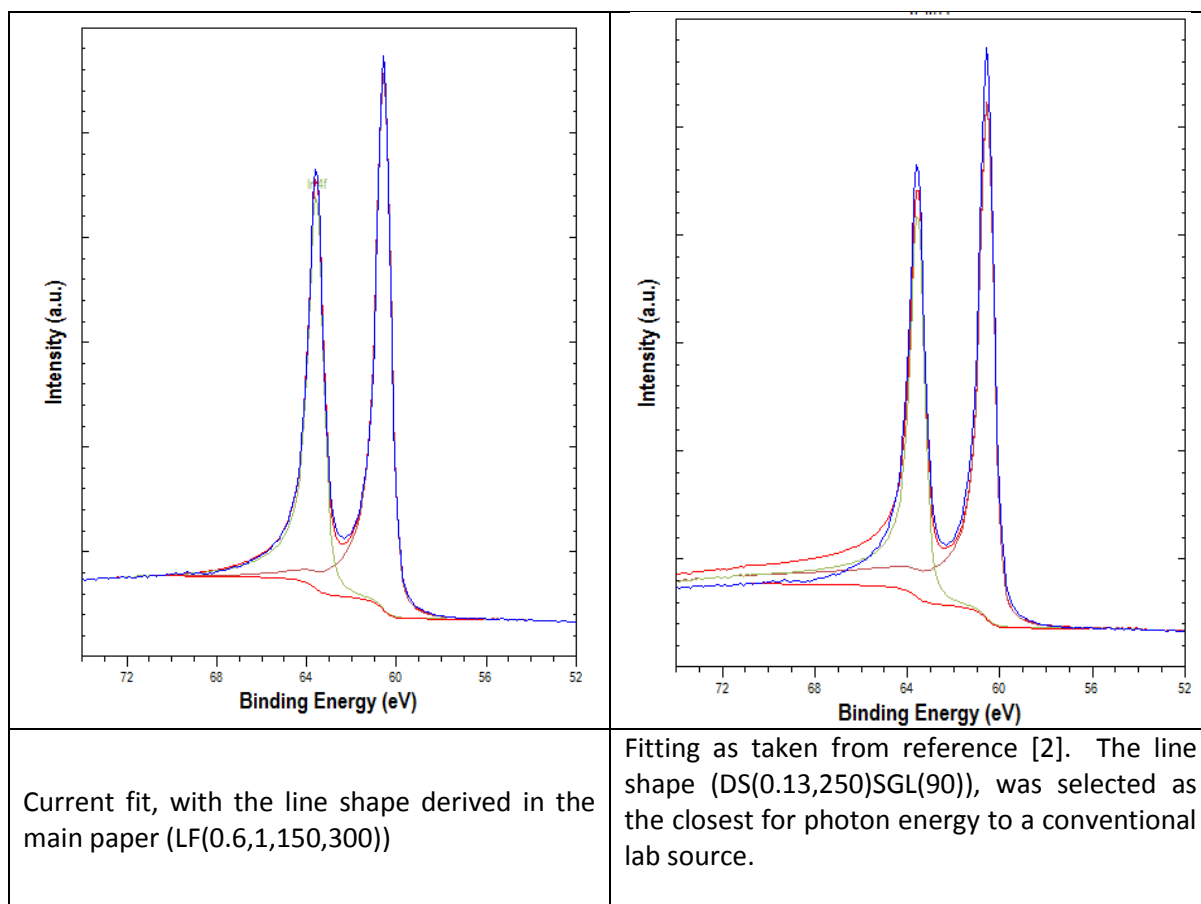 Intensity (a.u.)
72 68 64 60 56 52
Binding Energy (eV)
Intensity (a.u.)
72 68 64 60 56 52
Binding Energy (eV)
Current fit, with the line shape derived in the
main paper (LF(0.6,1,150,300))
Fitting as taken from reference [2]. The line
shape (DS(0.13,250)SGL(90)), was selected as
the closest for photon energy to a conventional
lab source.